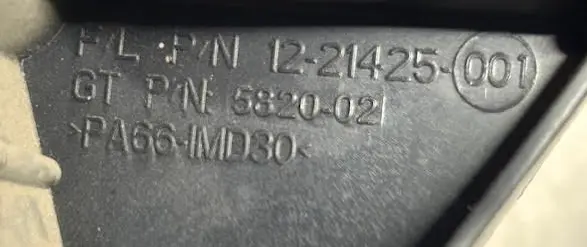 F/L P/N 12-21425-001
GT P/N: 5820-021
>PA66-IMD30<